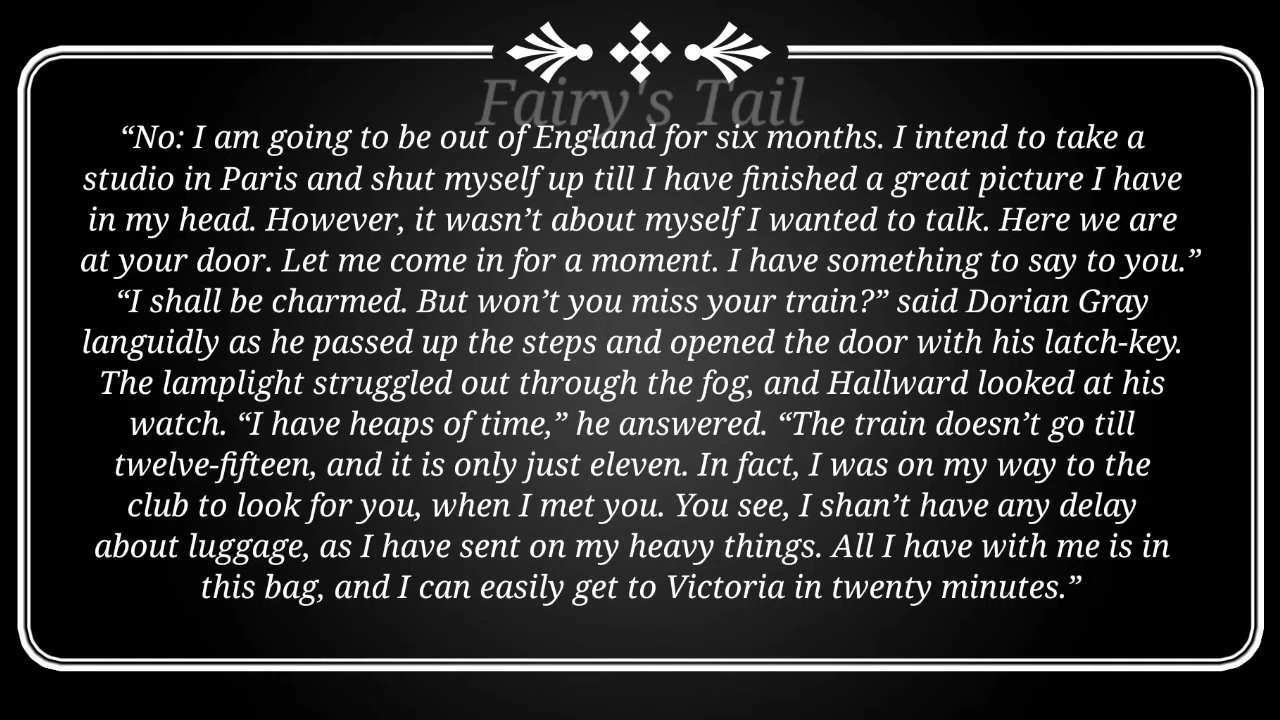 Fairy's Tail
“No: I am going to be out of England for six months. I intend to take a
studio in Paris and shut myself up till I have finished a great picture I have
in my head. However, it wasn’t about myself I wanted to talk. Here we are
at your door. Let me come in for a moment. I have something to say to you.”
“I shall be charmed. But won’t you miss your train?” said Dorian Gray
languidly as he passed up the steps and opened the door with his latch-key.
The lamplight struggled out through the fog, and Hallward looked at his
watch. “I have heaps of time,” he answered. “The train doesn’t go till
twelve-fifteen, and it is only just eleven. In fact, I was on my way to the
club to look for you, when I met you. You see, I shan’t have any delay
about luggage, as I have sent on my heavy things. All I have with me is in
this bag, and I can easily get to Victoria in twenty minutes.”